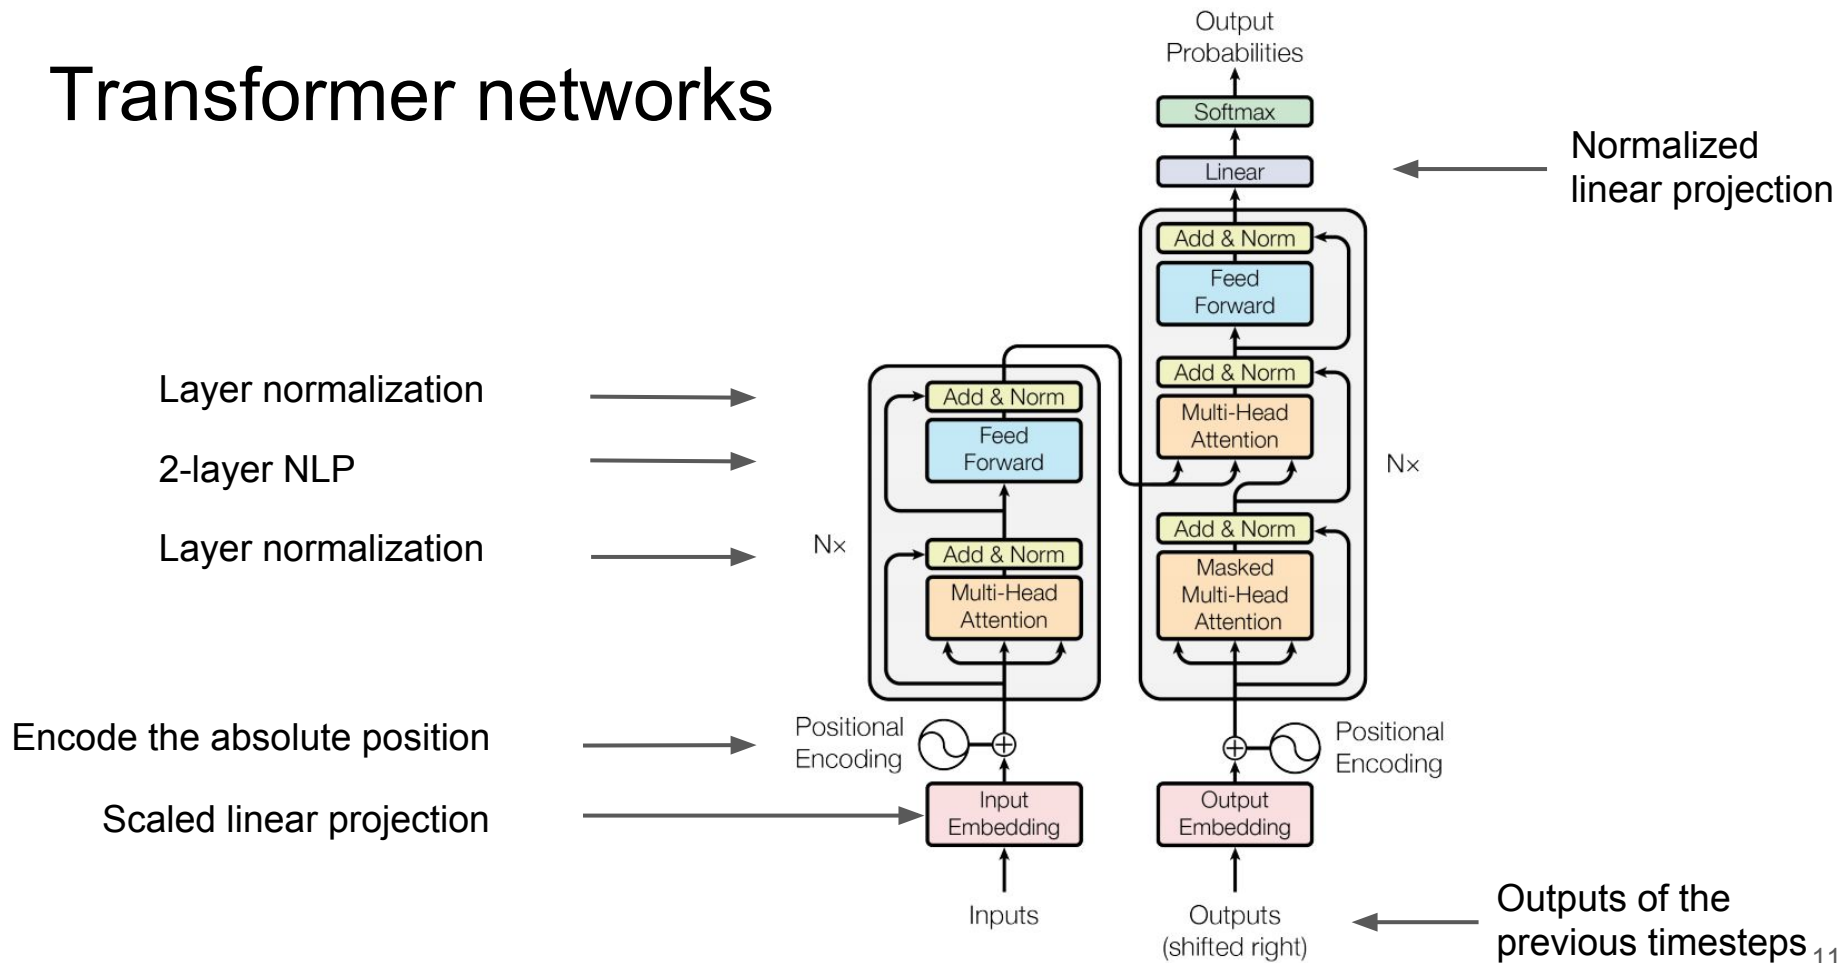 Transformer networks
Output
Probabilities
Softmax
Linear
Normalized
linear projection
Add & Norm
Feed
Forward
Add & Norm
Multi-Head
Attention
Nx
Add & Norm
Masked
Multi-Head
Attention
Positional
Encoding
Output
Embedding
Outputs
(shifted right)
Outputs of the
previous timesteps
Layer normalization
2-layer NLP
Layer normalization
Nx
Add & Norm
Feed
Forward
Add & Norm
Multi-Head
Attention
Encode the absolute position
Positional
Encoding
Scaled linear projection
Input
Embedding
Inputs
11